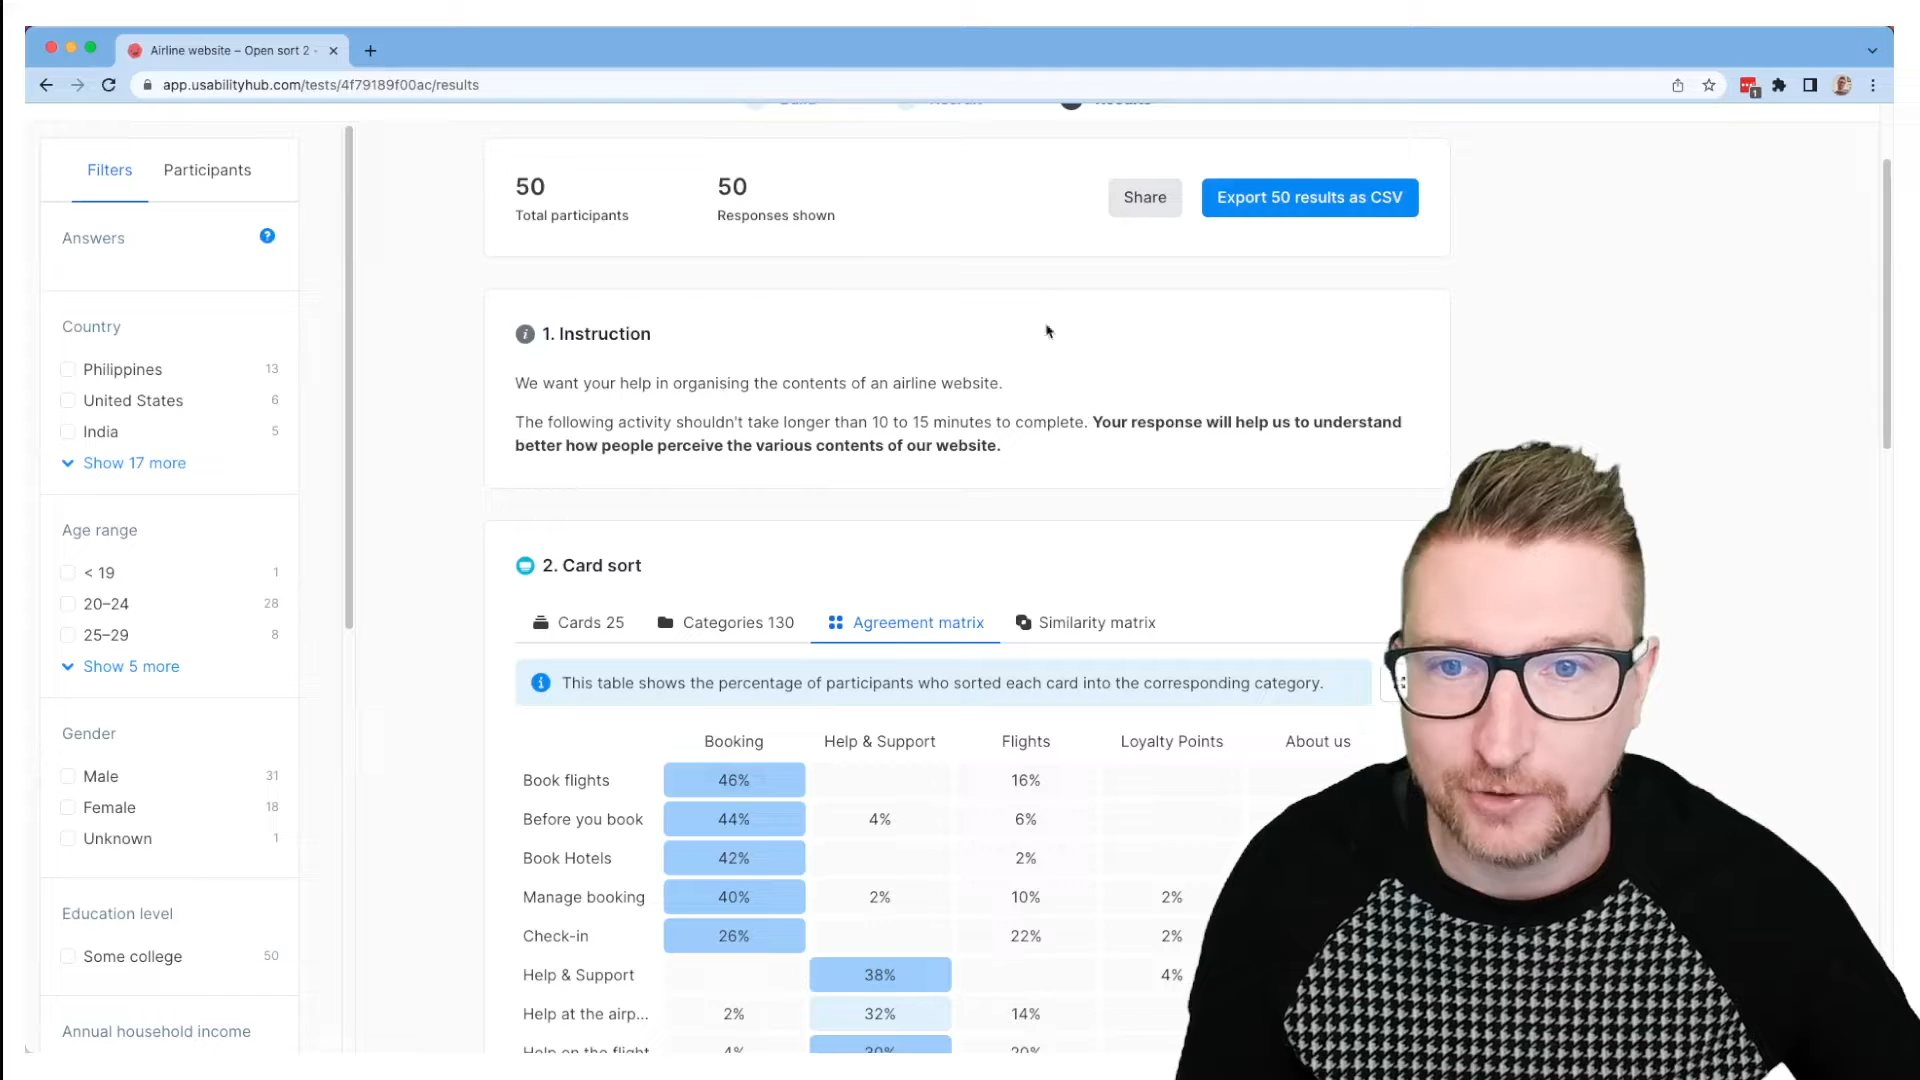 Airline website – Open sort 2 -
app.usabilityhub.com/tests/4f79189f00ac/results
1
Filters Participants
Answers
Country
Philippines 13
United States 6
India 5
Show 17 more
Age range
< 19 1
20–24 28
25–29 8
Show 5 more
Gender
Male 31
Female 18
Unknown 1
Education level
Some college 50
Annual household income
50 50
Total participants Responses shown
Share Export 50 results as CSV
1. Instruction
We want your help in organising the contents of an airline website.
The following activity shouldn't take longer than 10 to 15 minutes to complete. Your response will help us to understand
better how people perceive the various contents of our website.
2. Card sort
Cards 25 Categories 130 Agreement matrix Similarity matrix
This table shows the percentage of participants who sorted each card into the corresponding category.
Booking Help & Support Flights Loyalty Points About us
Book flights 46% 16%
Before you book 44% 4% 6%
Book Hotels 42% 2%
Manage booking 40% 2% 10% 2%
Check-in 26% 22% 2%
Help & Support 38% 4%
Help at the airp... 2% 32% 14%
Help on the flight 4% 30% 20%